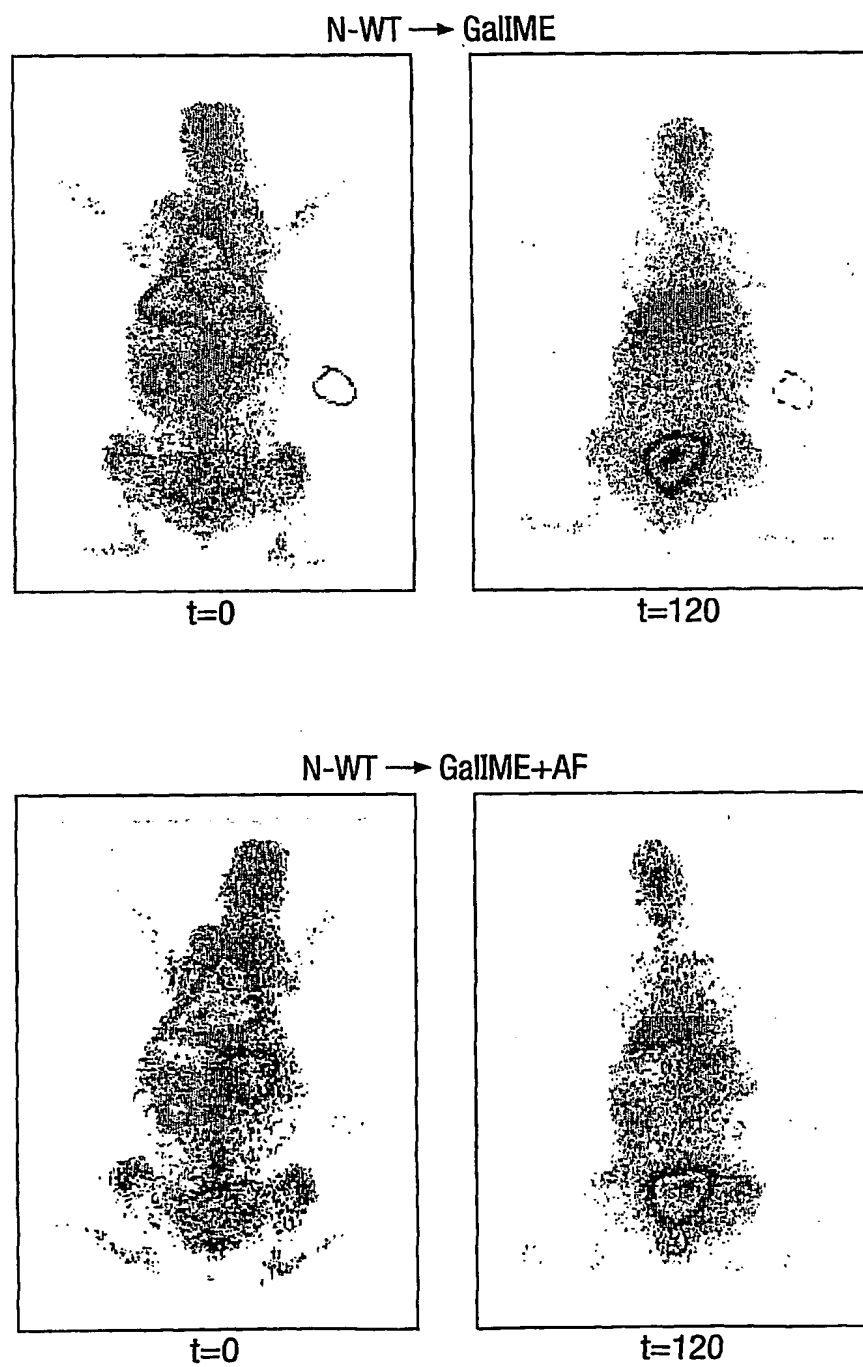 N-WT → GalIME
t=0
t=120
N-WT → GalIME+AF
t=0
t=120